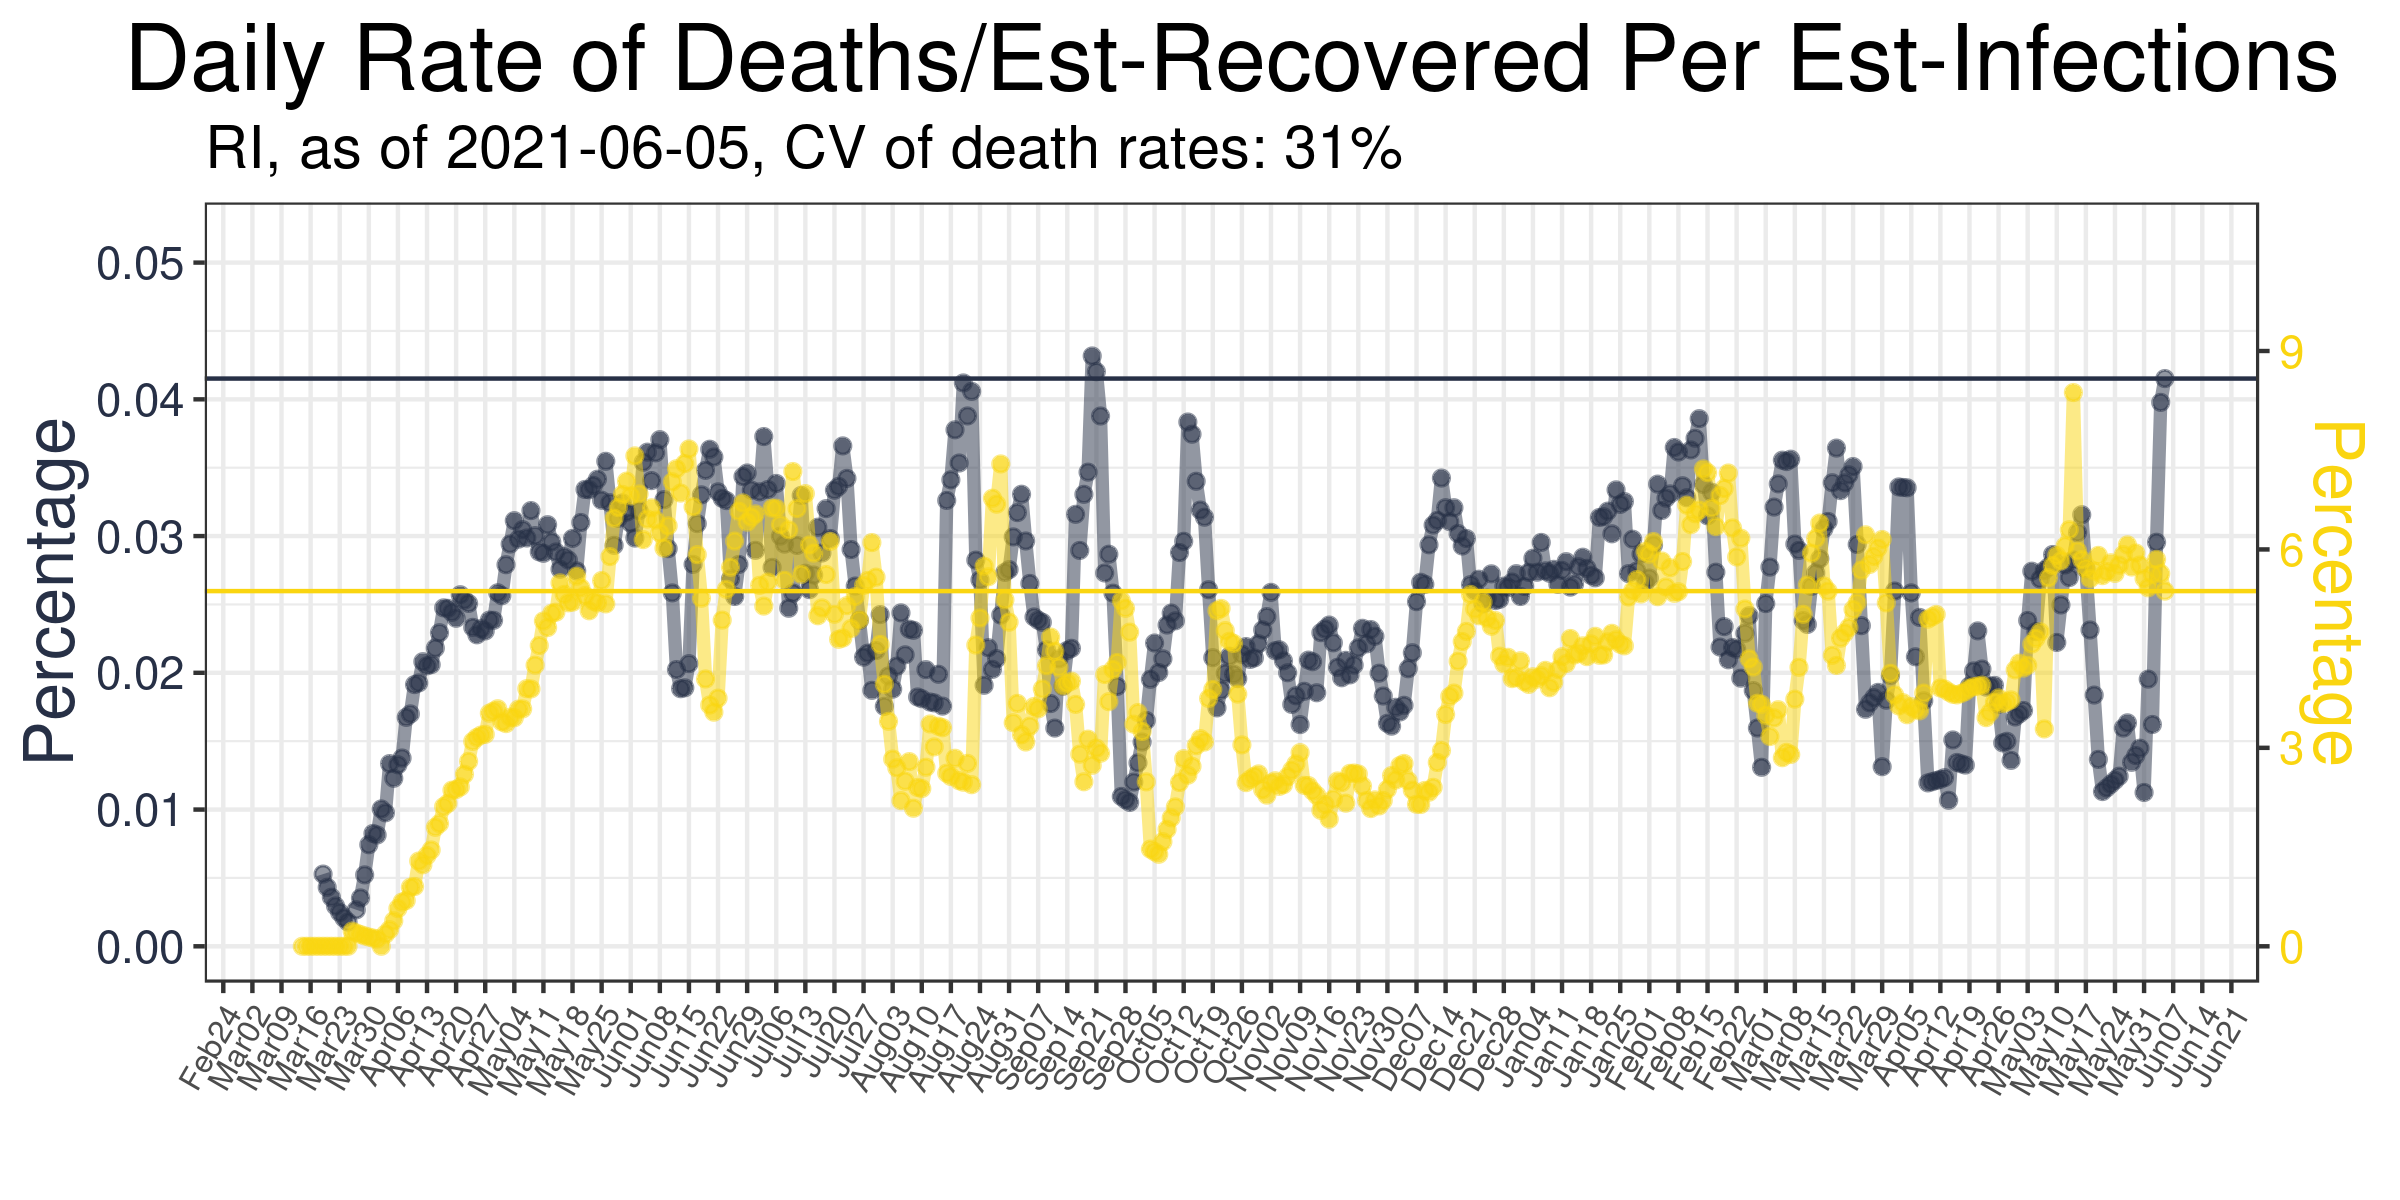 Daily Rate of Deaths/Est-Recovered Per Est-Infections
RI, as of 2021-06-05, CV of death rates: 31%
Percentage
0.05
0.04
0.03
0.02
0.01
0.00
9
6
3
0
Percentage
Feb24
Mar02
Mar09
Mar16
Mar23
Mar30
Apr06
Apr13
Apr20
Apr27
May04
May11
May18
May25
Jun01
Jun08
Jun15
Jun22
Jun29
Jul06
Jul13
Jul20
Jul27
Aug03
Aug10
Aug17
Aug24
Aug31
Sep07
Sep14
Sep21
Sep28
Oct05
Oct12
Oct19
Oct26
Nov02
Nov09
Nov16
Nov23
Nov30
Dec07
Dec14
Dec21
Dec28
Jan04
Jan11
Jan18
Jan25
Feb01
Feb08
Feb15
Feb22
Mar01
Mar08
Mar15
Mar22
Mar29
Apr05
Apr12
Apr19
Apr26
May03
May10
May17
May24
May31
Jun07
Jun14
Jun21